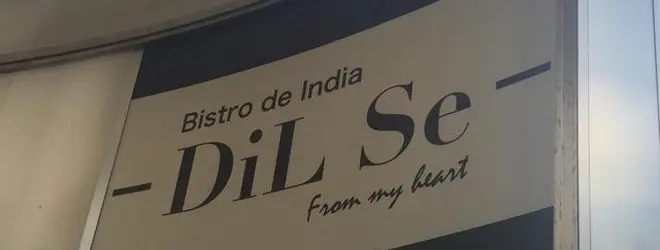 Bistro de India
- DiL Se -
From my heart